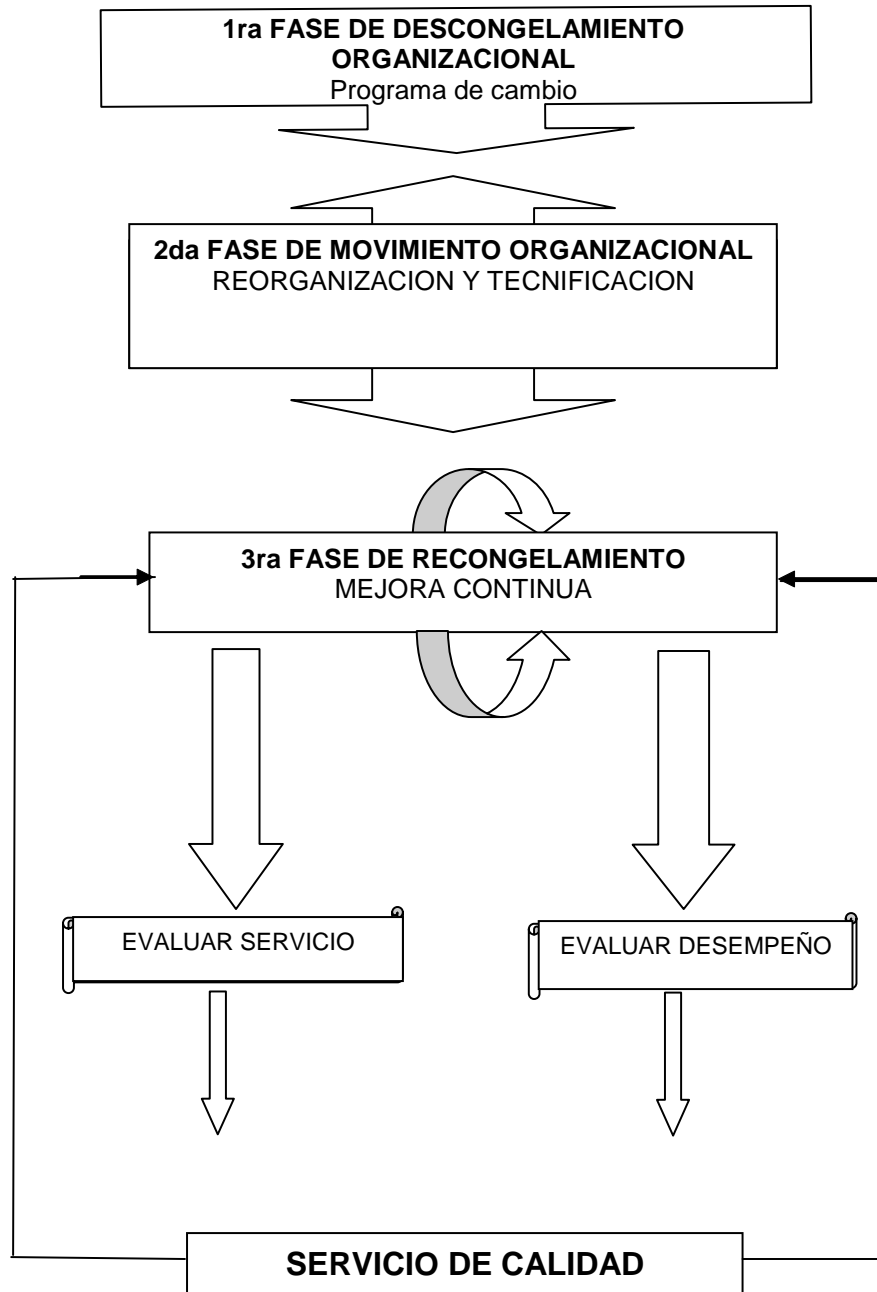 1ra FASE DE DESCONGELAMIENTO
ORGANIZACIONAL
Programa de cambio
2da FASE DE MOVIMIENTO ORGANIZACIONAL
REORGANIZACION Y TECNIFICACION
3ra FASE DE RECONGELAMIENTO
MEJORA CONTINUA
EVALUAR SERVICIO
EVALUAR DESEMPEÑO
SERVICIO DE CALIDAD